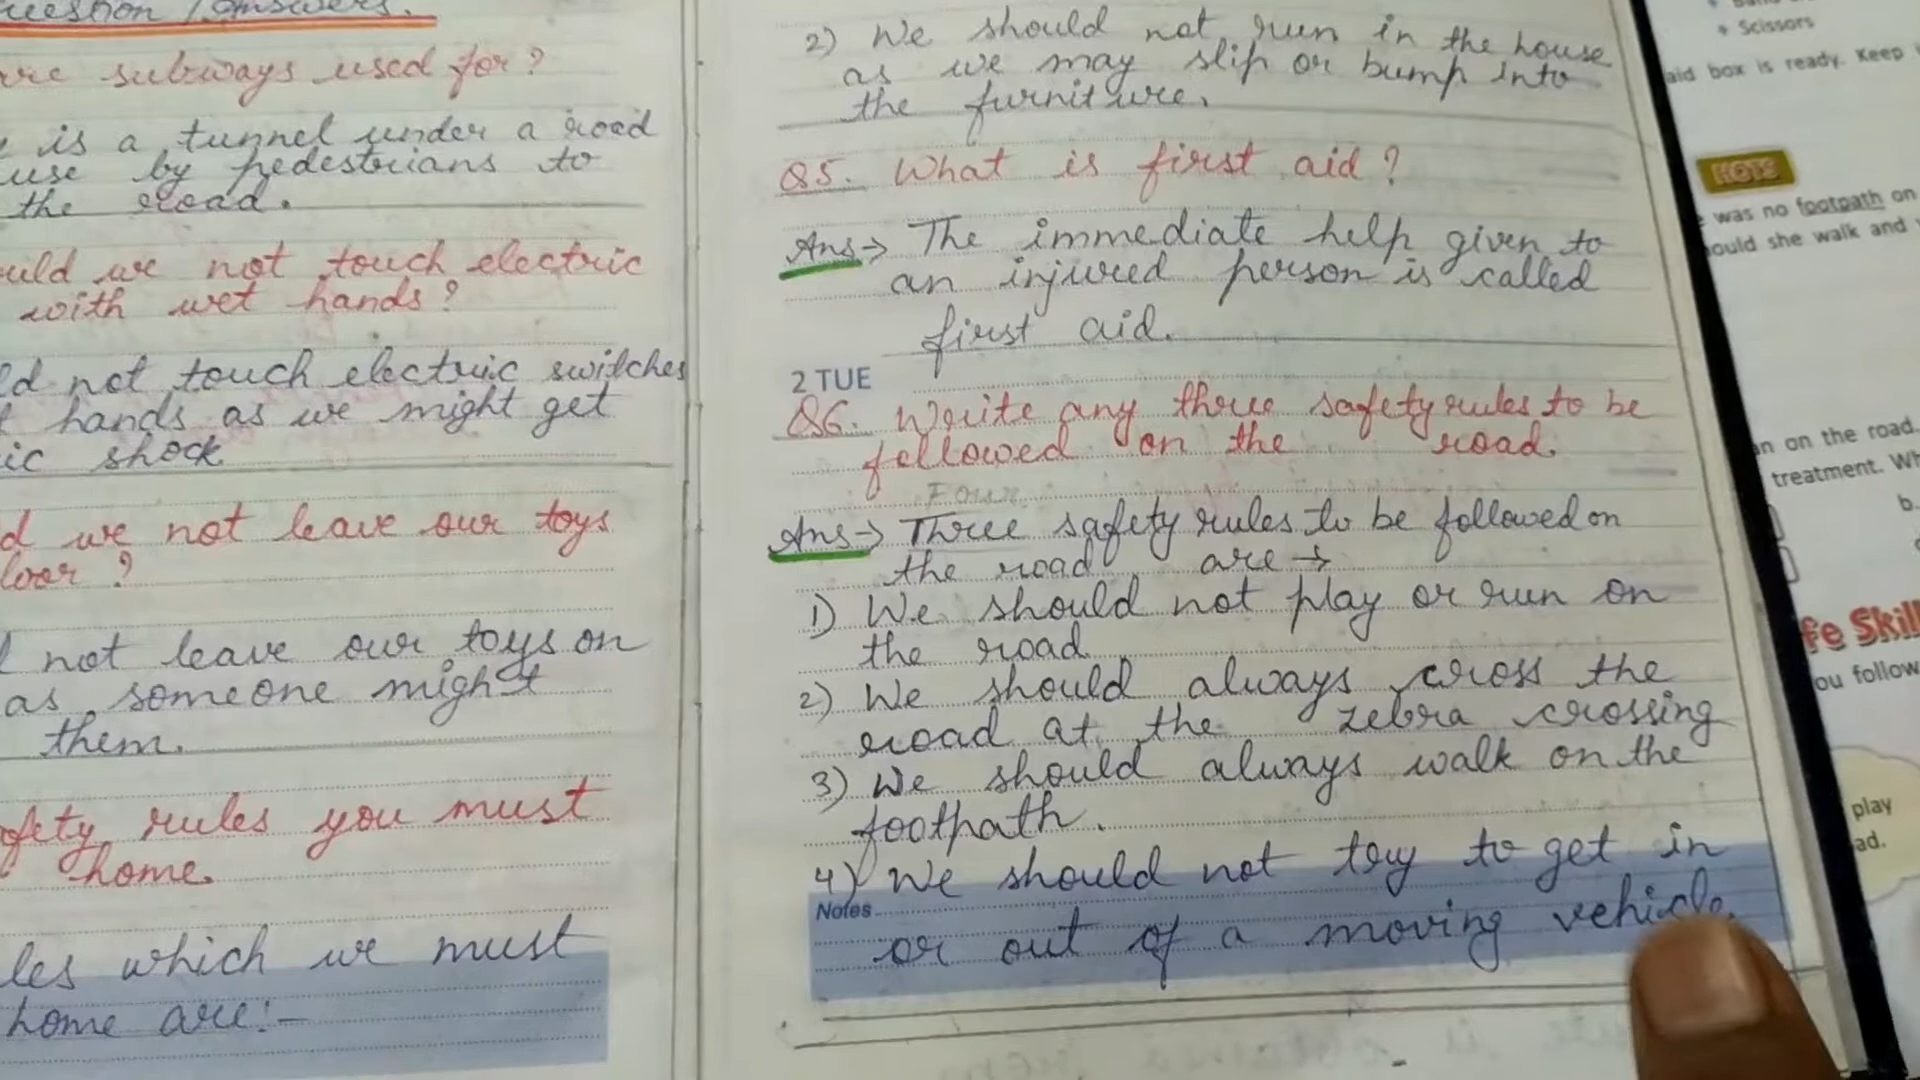 Question / Answers.
are subways used for?
is a tunnel under a road
use by pedestrians to
the road.
uld we not touch electric
with wet hands?
ld not touch electric switches
hands as we might get
ic shock
d we not leave our toys
loor?
not leave our toys on
as someone might
them.
afety rules you must
home.
les which we must
home are:-
2) We should not run in the house
as we may slip or bump into
the furniture.
Q5. What is first aid?
Ans→ The immediate help given to
an injured person is called
first aid.
2 TUE
Q6. Write any three safety rules to be
followed on the road.
Four
Ans→ Three safety rules to be followed on
the road are →
1) We should not play or run on
the road
2) We should always cross the
road at the zebra crossing
3) We should always walk on the
footpath.
4) We should not try to get in
Notes
or out of a moving vehicle.
• Scissors
aid box is ready. Keep
HOTS
was no footpath on
ould she walk and
an on the road.
treatment. Wh
b.
fe Skill
ou follow
play
ad.